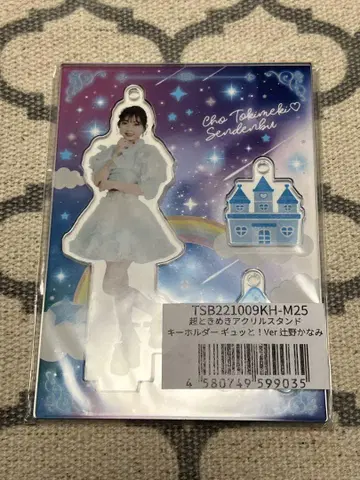 Cho Tokimeki♡
Sendenbu
TSB221009KH-M25
超ときめきアクリルスタンド
キーホルダー ギュッと！Ver 辻野かなみ
4 580749 599035